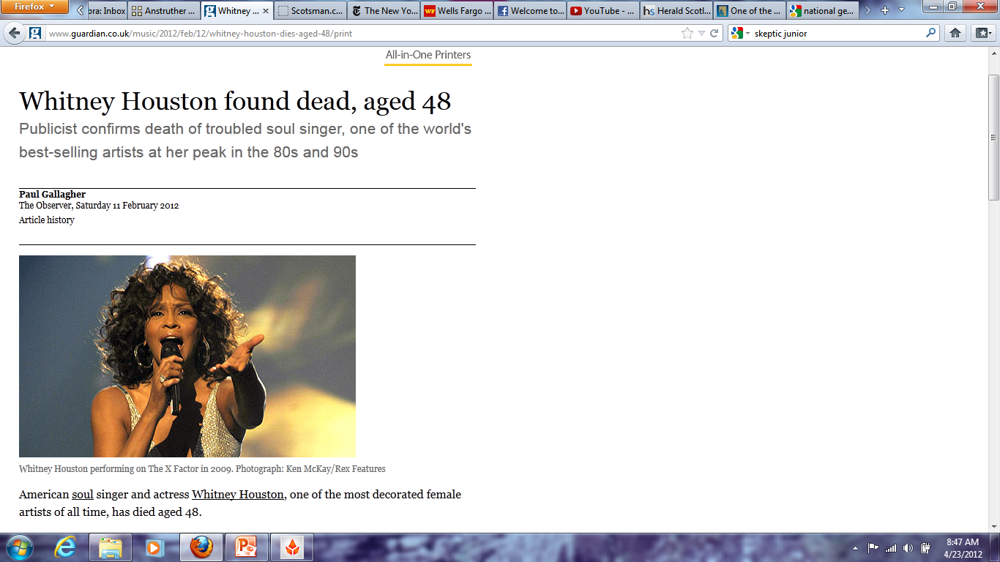 Firefox
ora: Inbox
Anstruther ...
Whitney ...
Scotsman.c...
The New Yo...
Wells Fargo ...
Welcome to...
YouTube - ...
Herald Scotl...
One of the ...
national ge...
www.guardian.co.uk/music/2012/feb/12/whitney-houston-dies-aged-48/print
skeptic junior
All-in-One Printers
Whitney Houston found dead, aged 48
Publicist confirms death of troubled soul singer, one of the world's
best-selling artists at her peak in the 80s and 90s
Paul Gallagher
The Observer, Saturday 11 February 2012
Article history
Whitney Houston performing on The X Factor in 2009. Photograph: Ken McKay/Rex Features
American soul singer and actress Whitney Houston, one of the most decorated female
artists of all time, has died aged 48.
8:47 AM
4/23/2012